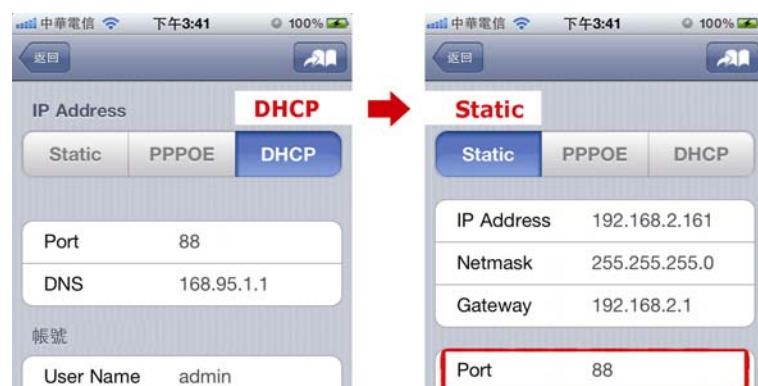 中華電信 下午3:41 100%
返回
IP Address DHCP
Static PPPOE DHCP
Port 88
DNS 168.95.1.1
帳號
User Name admin
中華電信 下午3:41 100%
返回
Static
Static PPPOE DHCP
IP Address 192.168.2.161
Netmask 255.255.255.0
Gateway 192.168.2.1
Port 88